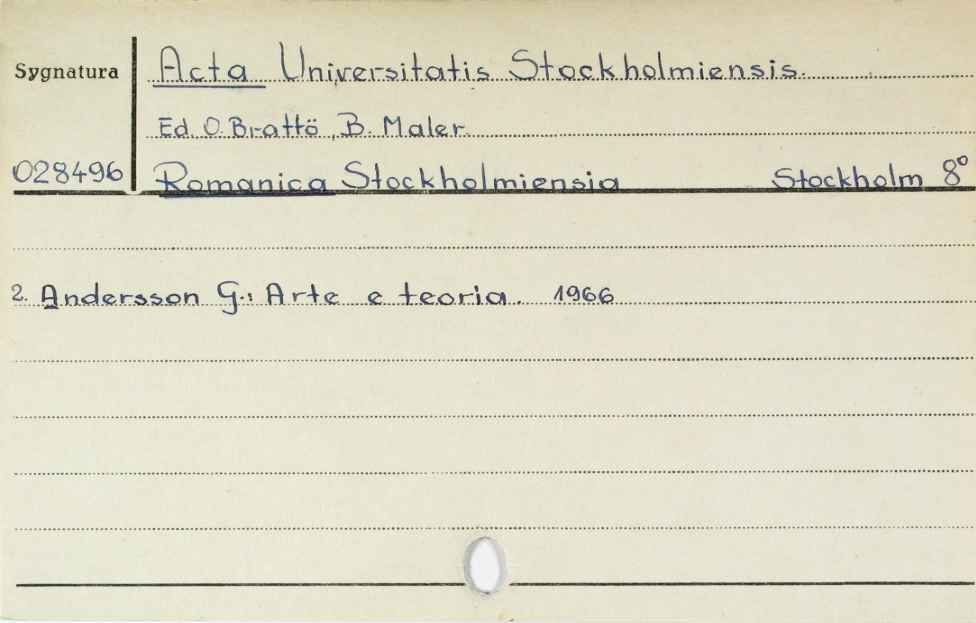 Sygnatura
Acta Universitatis Stockholmiensis.
Ed. O. Brattö, B. Maler.
028496
Romanica Stockholmiensia Stockholm 8°
2. Andersson G.: Arte e teoria. 1966